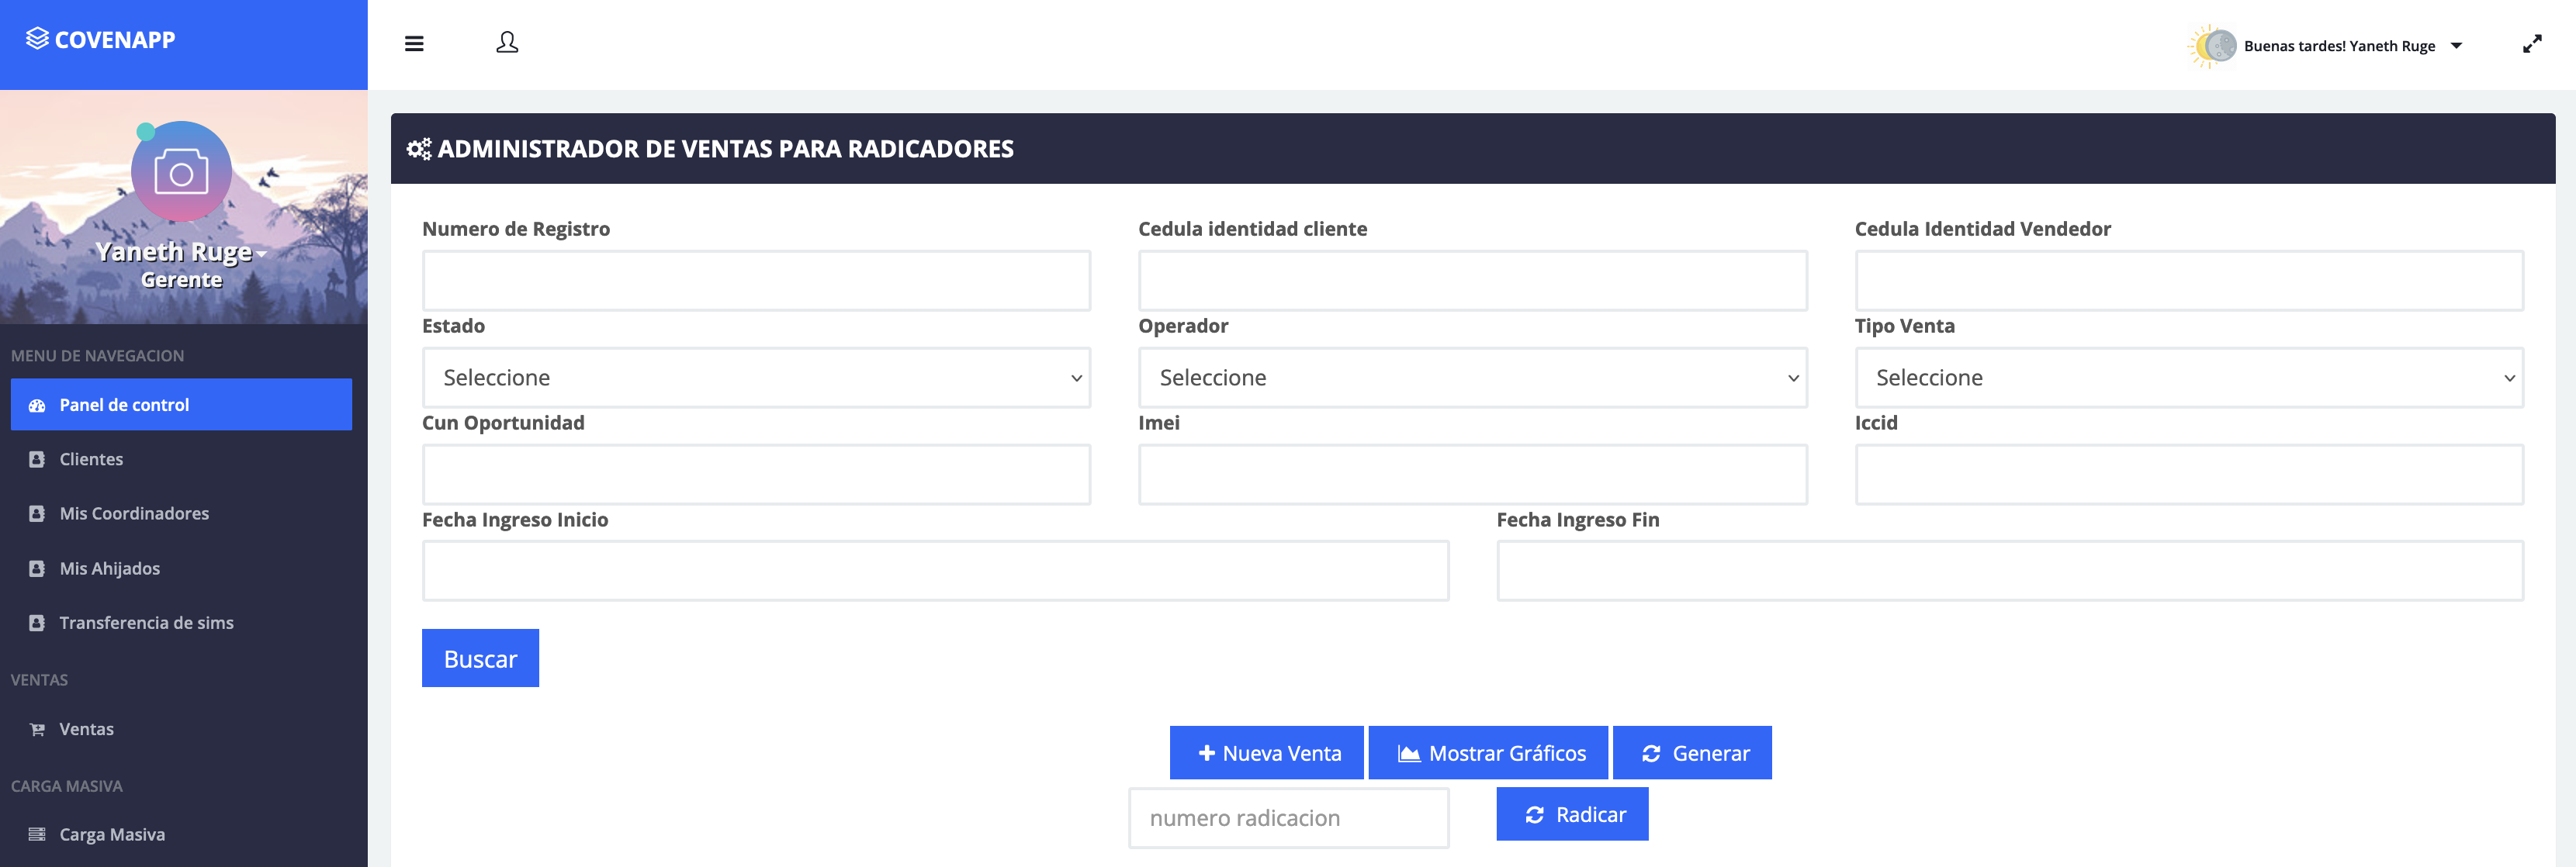 COVENAPP
Buenas tardes! Yaneth Ruge
Yaneth Ruge
Gerente
MENU DE NAVEGACION
Panel de control
Clientes
Mis Coordinadores
Mis Ahijados
Transferencia de sims
VENTAS
Ventas
CARGA MASIVA
Carga Masiva
ADMINISTRADOR DE VENTAS PARA RADICADORES
Numero de Registro
Cedula identidad cliente
Cedula Identidad Vendedor
Estado
Operador
Tipo Venta
Seleccione
Seleccione
Seleccione
Cun Oportunidad
Imei
Iccid
Fecha Ingreso Inicio
Fecha Ingreso Fin
Buscar
Nueva Venta
Mostrar Gráficos
Generar
numero radicacion
Radicar